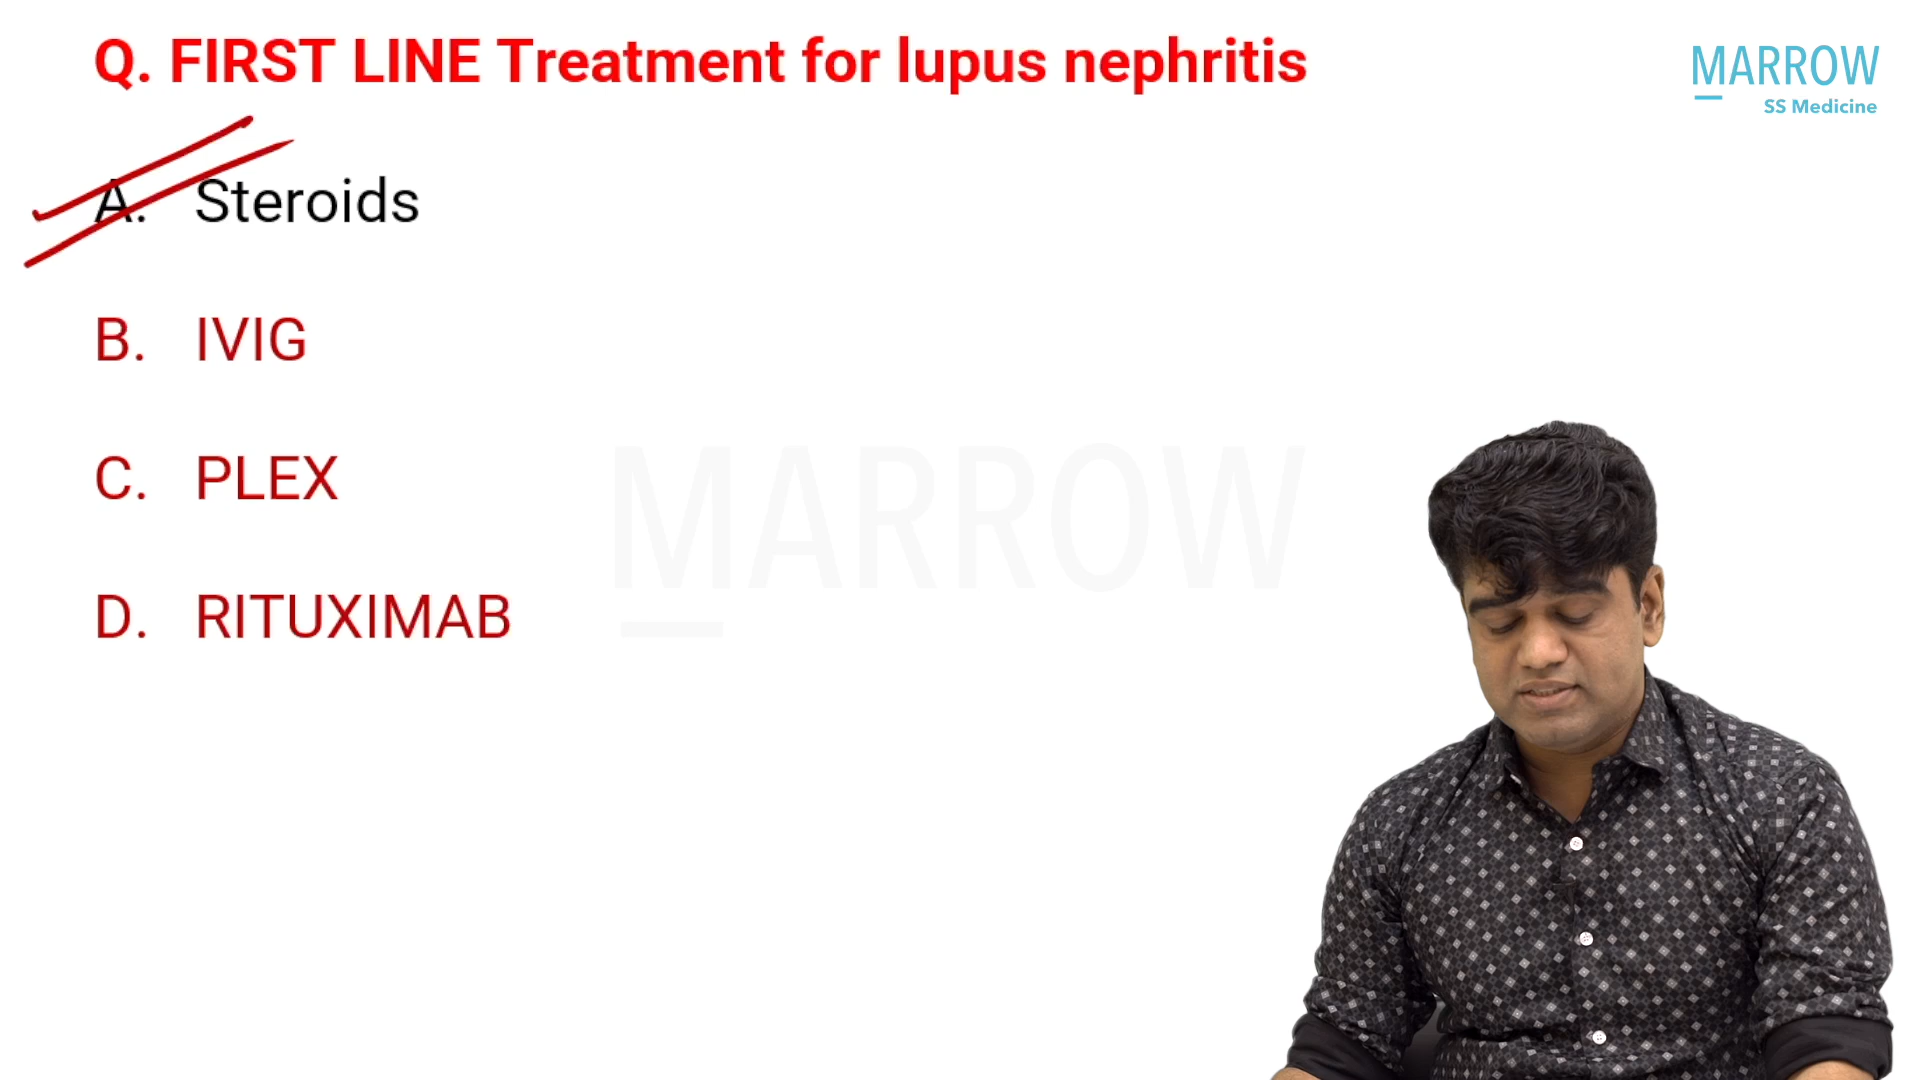 Q. FIRST LINE Treatment for lupus nephritis
MARROW
SS Medicine
A. Steroids
B. IVIG
C. PLEX
D. RITUXIMAB
MARROW